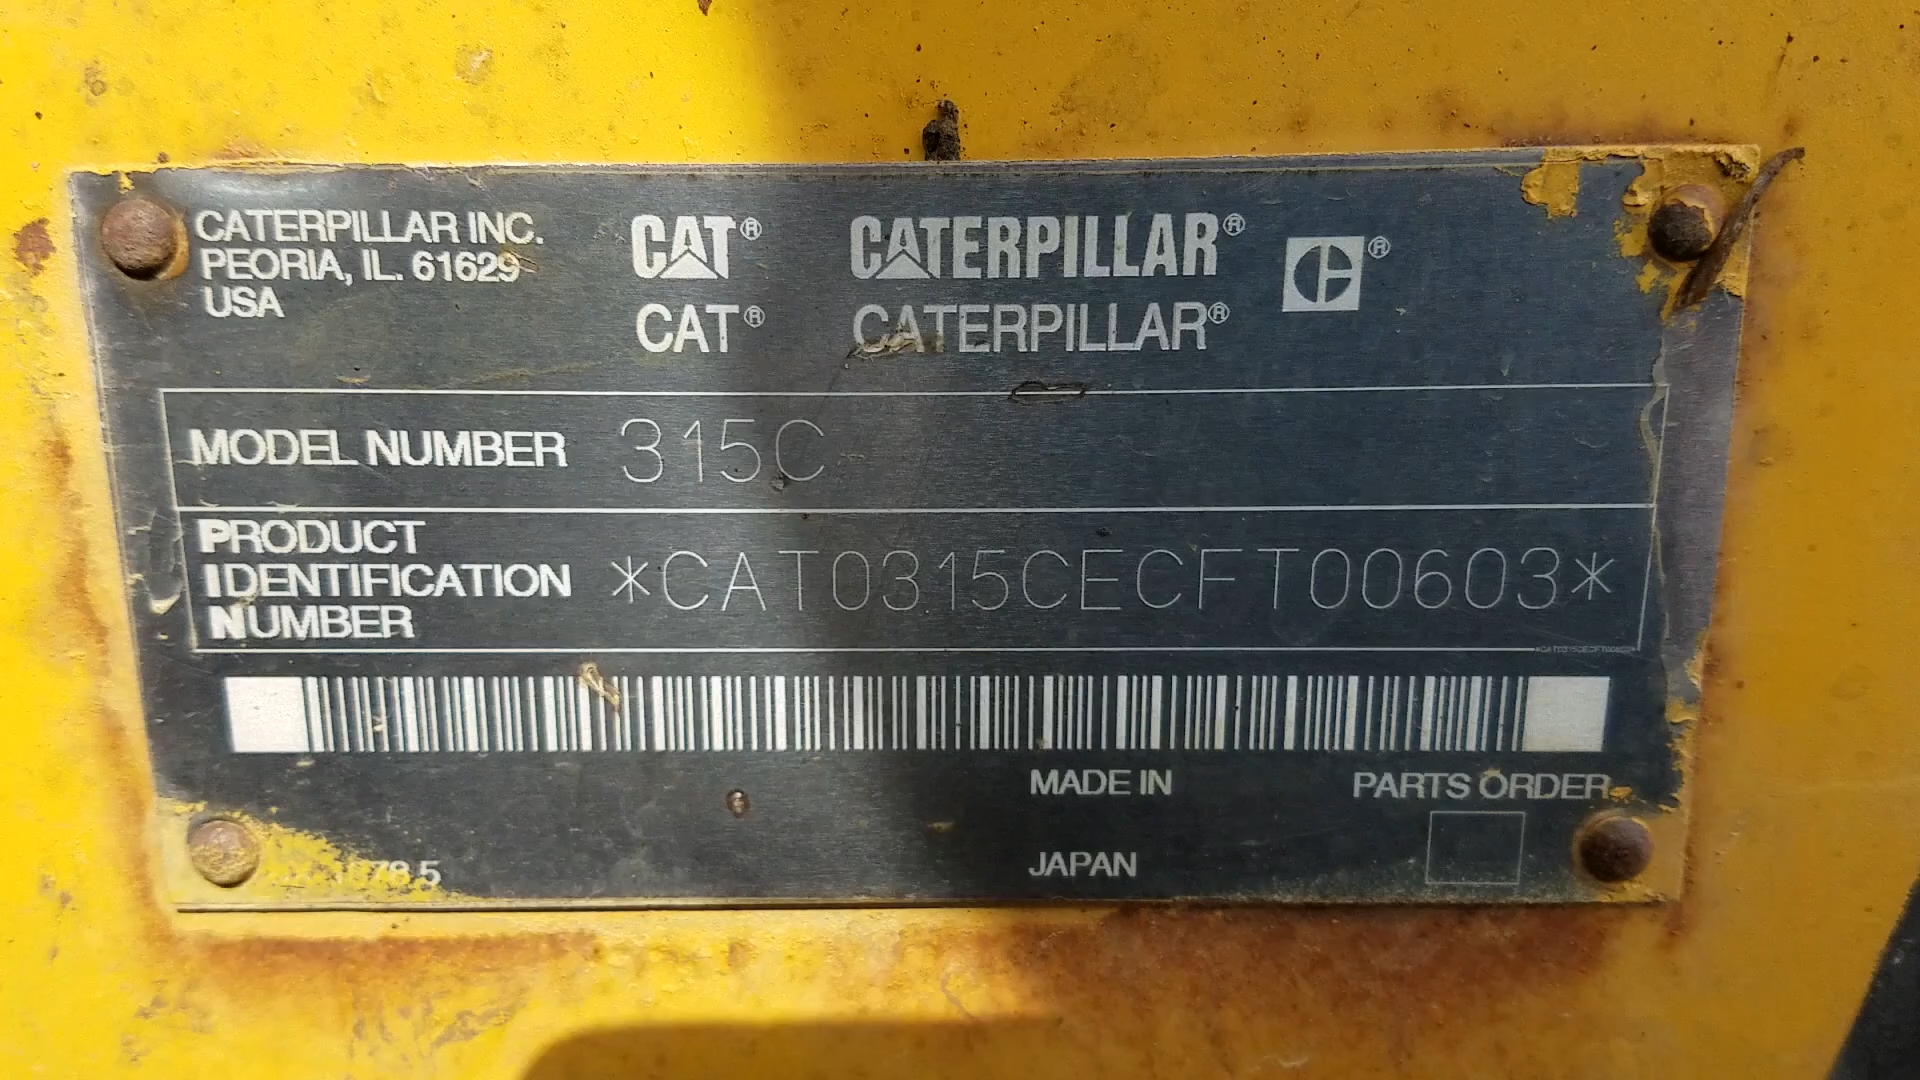 CATERPILLAR INC.
PEORIA, IL. 61629
USA
CAT® CATERPILLAR® ®
CAT® CATERPILLAR®
MODEL NUMBER 315C
PRODUCT
IDENTIFICATION
NUMBER
*CAT0315CECFT00603*
MADE IN
JAPAN
PARTS ORDER